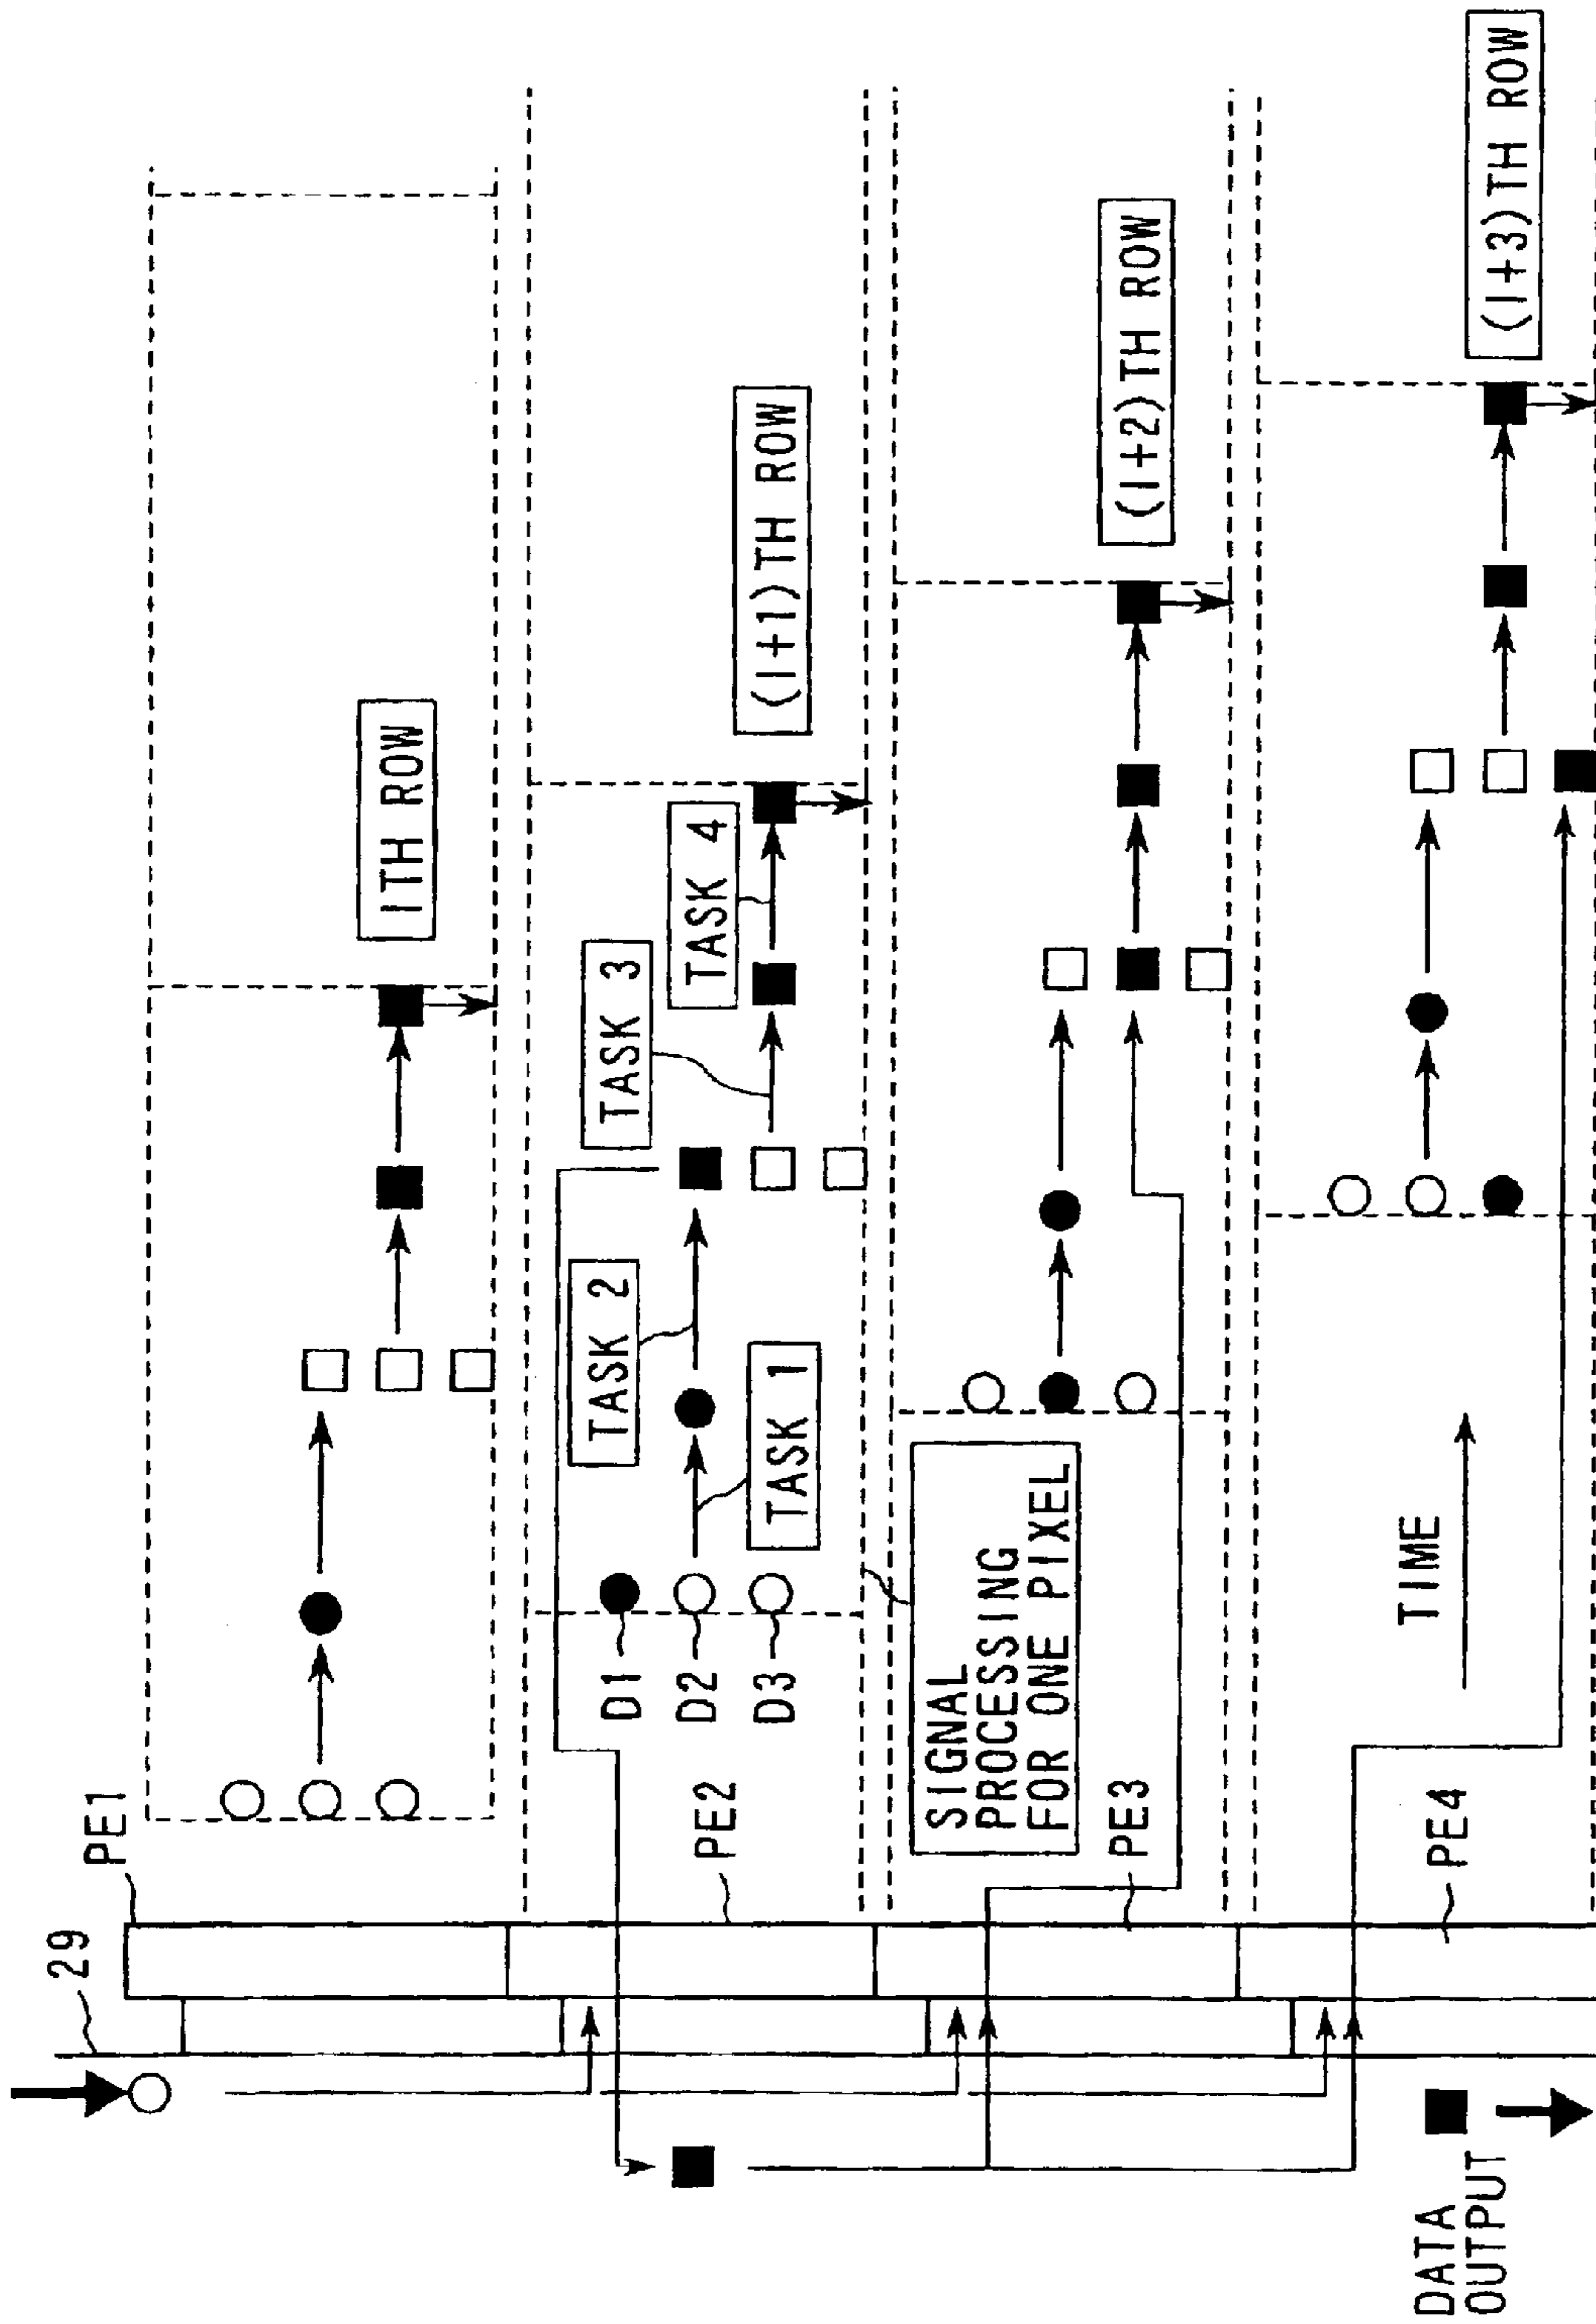 29
PE1
PE2
PE3
PE4
ITH ROW
(I+1)TH ROW
(I+2)TH ROW
(I+3)TH ROW
D1
D2
D3
TASK 1
TASK 2
TASK 3
TASK 4
SIGNAL
PROCESSING
FOR ONE PIXEL
TIME
DATA
OUTPUT